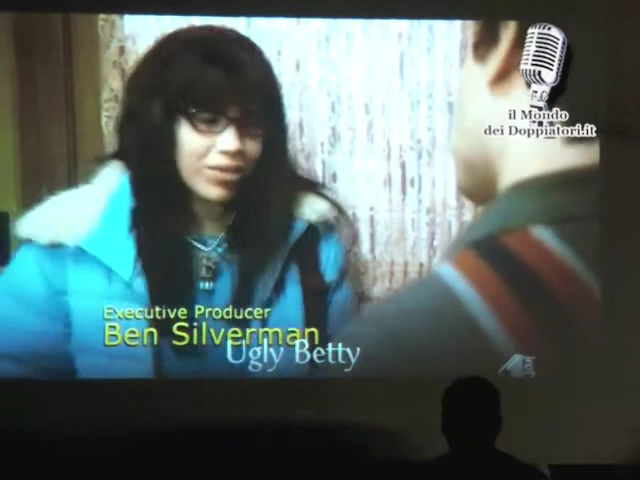 F.C
il Mondo
dei Doppiatori.it
Executive Producer
Ben Silverman
Ugly Betty